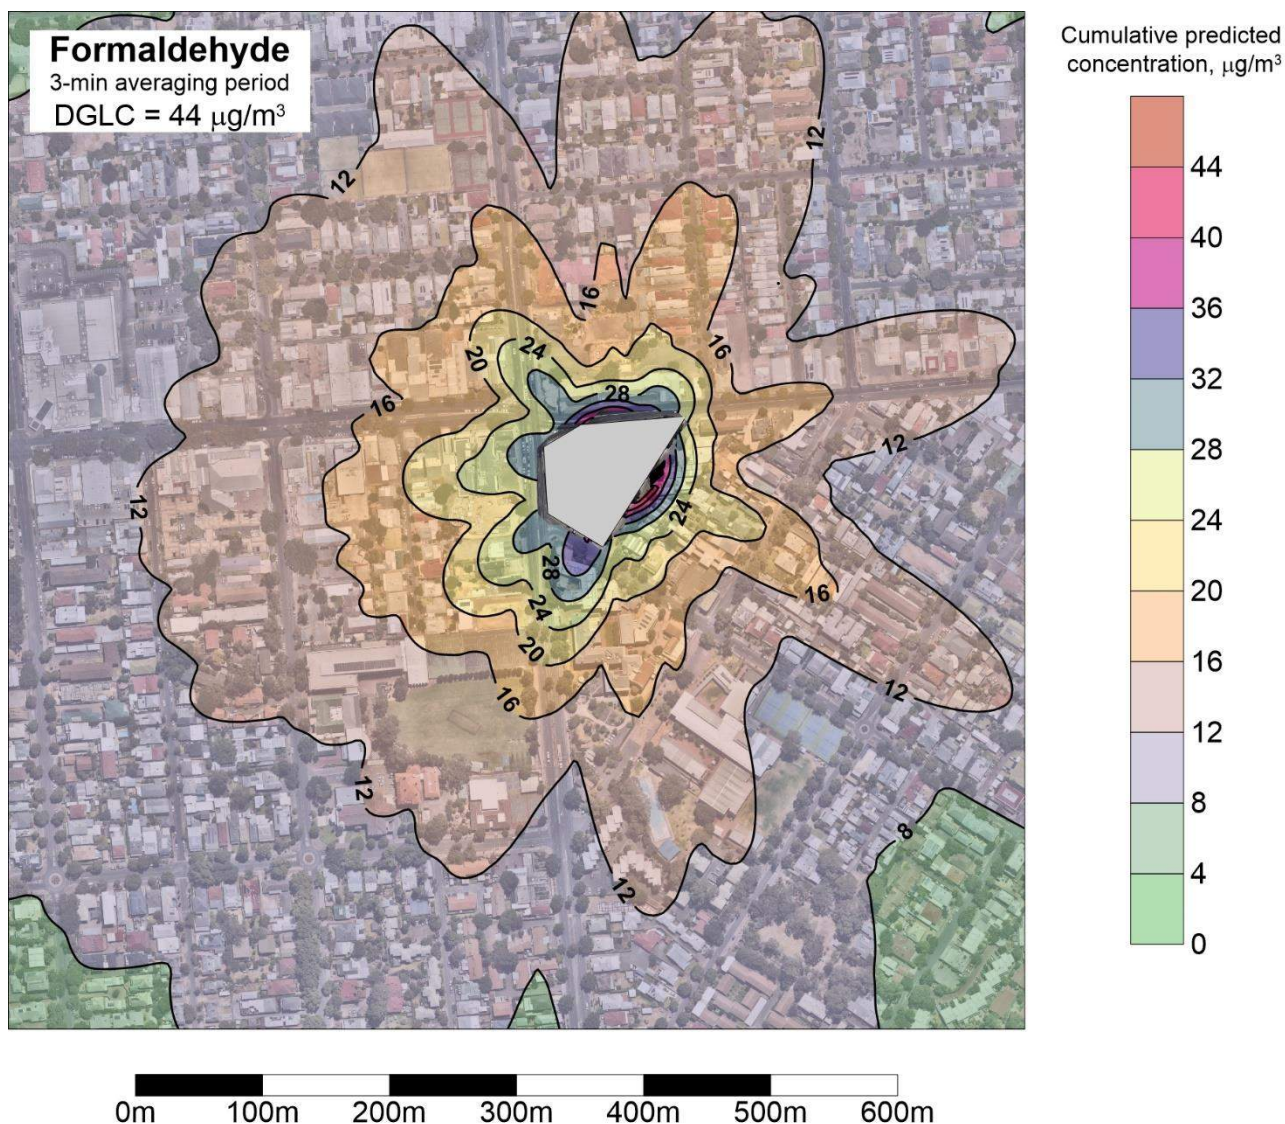 Formaldehyde
3-min averaging period
DGLC = 44 μg/m³
Cumulative predicted
concentration, μg/m³
44
40
36
32
28
24
20
16
12
8
4
0
12
12
16
16
20
24
28
16
12
12
24
28
24
20
16
16
12
12
8
12
0m
100m
200m
300m
400m
500m
600m